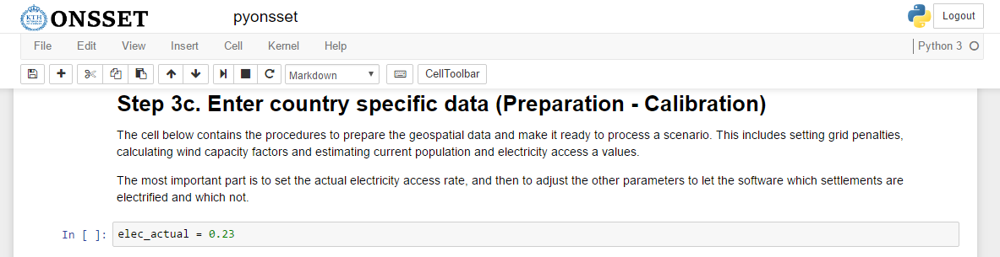 KTH ONSSET pyonsset Logout
File Edit View Insert Cell Kernel Help Python 3
Markdown CellToolbar
Step 3c. Enter country specific data (Preparation - Calibration)
The cell below contains the procedures to prepare the geospatial data and make it ready to process a scenario. This includes setting grid penalties,
calculating wind capacity factors and estimating current population and electricity access a values.
The most important part is to set the actual electricity access rate, and then to adjust the other parameters to let the software which settlements are
electrified and which not.
In [ ]: elec_actual = 0.23